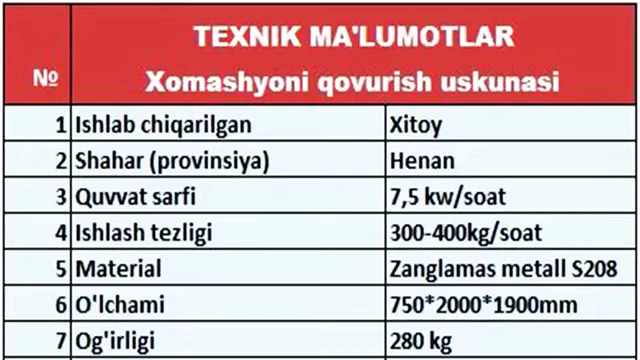 TEXNIK MA'LUMOTLAR
№ Xomashyoni qovurish uskunasi
1 Ishlab chiqarilgan Xitoy
2 Shahar (provinsiya) Henan
3 Quvvat sarfi 7,5 kw/soat
4 Ishlash tezligi 300-400kg/soat
5 Material Zanglamas metall S208
6 O'lchami 750*2000*1900mm
7 Og'irligi 280 kg